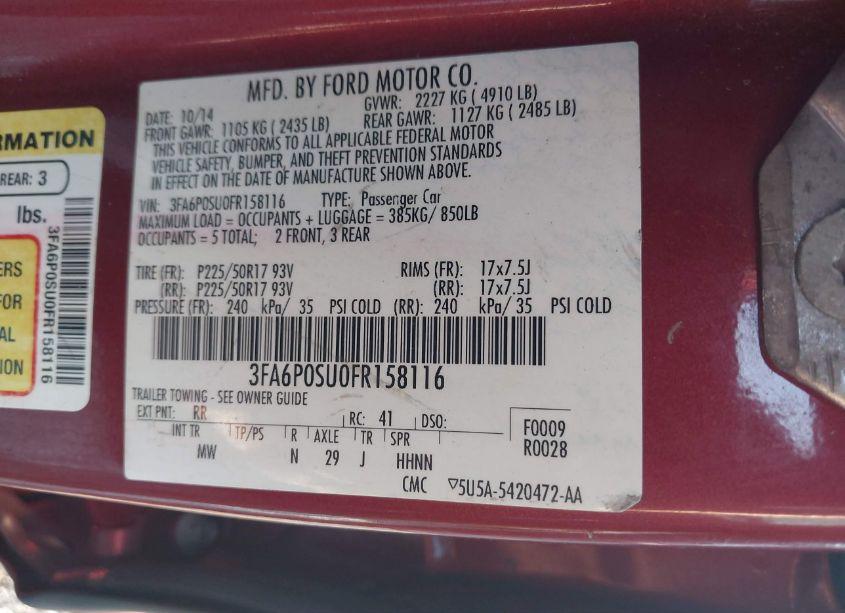 RMATION
REAR: 3
lbs.
ERS
FOR
AL
ION
3FA6P0SU0FR158116
MFD. BY FORD MOTOR CO.
DATE: 10/14 GVWR: 2227 KG ( 4910 LB)
FRONT GAWR: 1105 KG ( 2435 LB) REAR GAWR: 1127 KG ( 2485 LB)
THIS VEHICLE CONFORMS TO ALL APPLICABLE FEDERAL MOTOR
VEHICLE SAFETY, BUMPER, AND THEFT PREVENTION STANDARDS
IN EFFECT ON THE DATE OF MANUFACTURE SHOWN ABOVE.
VIN: 3FA6P0SU0FR158116 TYPE: Passenger Car
MAXIMUM LOAD = OCCUPANTS + LUGGAGE = 385KG/ 850LB
OCCUPANTS = 5 TOTAL; 2 FRONT, 3 REAR
TIRE (FR): P225/50R17 93V RIMS (FR): 17x7.5J
(RR): P225/50R17 93V (RR): 17x7.5J
PRESSURE (FR): 240 kPa/ 35 PSI COLD (RR): 240 kPa/ 35 PSI COLD
3FA6P0SU0FR158116
TRAILER TOWING - SEE OWNER GUIDE
EXT PNT: RR RC: 41 DSO: F0009
INT TR TP/PS R AXLE TR SPR R0028
MW N 29 J HHNN
CMC ▽5U5A-5420472-AA